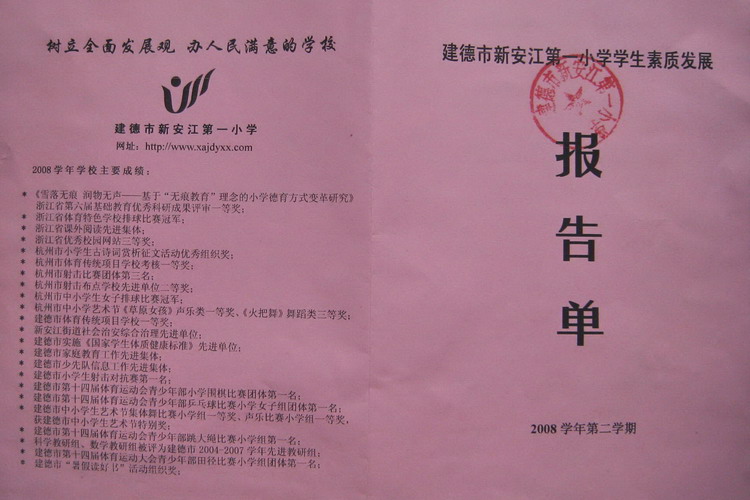 树立全面发展观 办人民满意的学校
建德市新安江第一小学
网址：http://www.xajdyxx.com
2008 学年学校主要成绩：
* 《雪落无痕 润物无声——基于“无痕教育”理念的小学德育方式变革研究》
浙江省第六届基础教育优秀科研成果评审一等奖；
* 浙江省体育特色学校排球比赛冠军；
* 浙江省课外阅读先进集体；
* 浙江省优秀校园网站三等奖；
* 杭州市小学生古诗词赏析征文活动优秀组织奖；
* 杭州市体育传统项目学校考核一等奖；
* 杭州市射击比赛团体第三名；
* 杭州市射击布点学校先进单位二等奖；
* 杭州市中小学生女子排球比赛冠军；
* 杭州市中小学艺术节《草原女孩》声乐类一等奖、《火把舞》舞蹈类三等奖；
* 建德市体育传统项目学校一等奖；
* 新安江街道社会治安综合治理先进单位；
* 建德市实施《国家学生体质健康标准》先进单位；
* 建德市家庭教育工作先进集体；
* 建德市少先队信息工作先进集体；
* 建德市小学生射击对抗赛第一名；
* 建德市第十四届体育运动会青少年部小学围棋比赛团体第一名；
* 建德市第十四届体育运动会青少年部乒乓球比赛小学女子组团体第一名；
* 建德市中小学生艺术节集体舞比赛小学组一等奖、声乐比赛小学组一等奖，
获建德市中小学生艺术节特别奖；
* 建德市第十四届体育运动会青少年部跳大绳比赛小学组第一名；
* 科学教研组、数学教研组被评为建德市 2004-2007 学年先进教研组；
* 建德市第十四届体育运动大会青少年部田径比赛小学组团体第一名；
* 建德市“暑假读好书”活动组织奖；
建德市新安江第一小学学生素质发展
建德市新安江第一小学
报
告
单
2008 学年第二学期